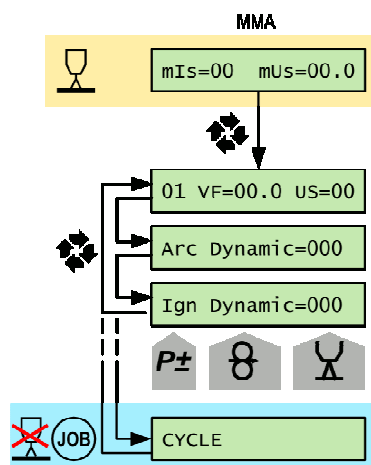 MMA
mIs=00 mUs=00.0
01 VF=00.0 US=00
Arc Dynamic=000
Ign Dynamic=000
P±
JOB
CYCLE